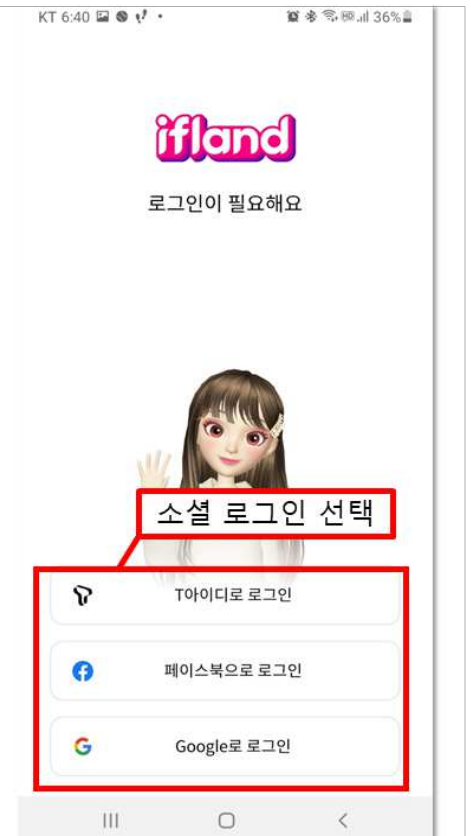 KT 6:40 36%
ifland
로그인이 필요해요
소셜 로그인 선택
T아이디로 로그인
페이스북으로 로그인
Google로 로그인